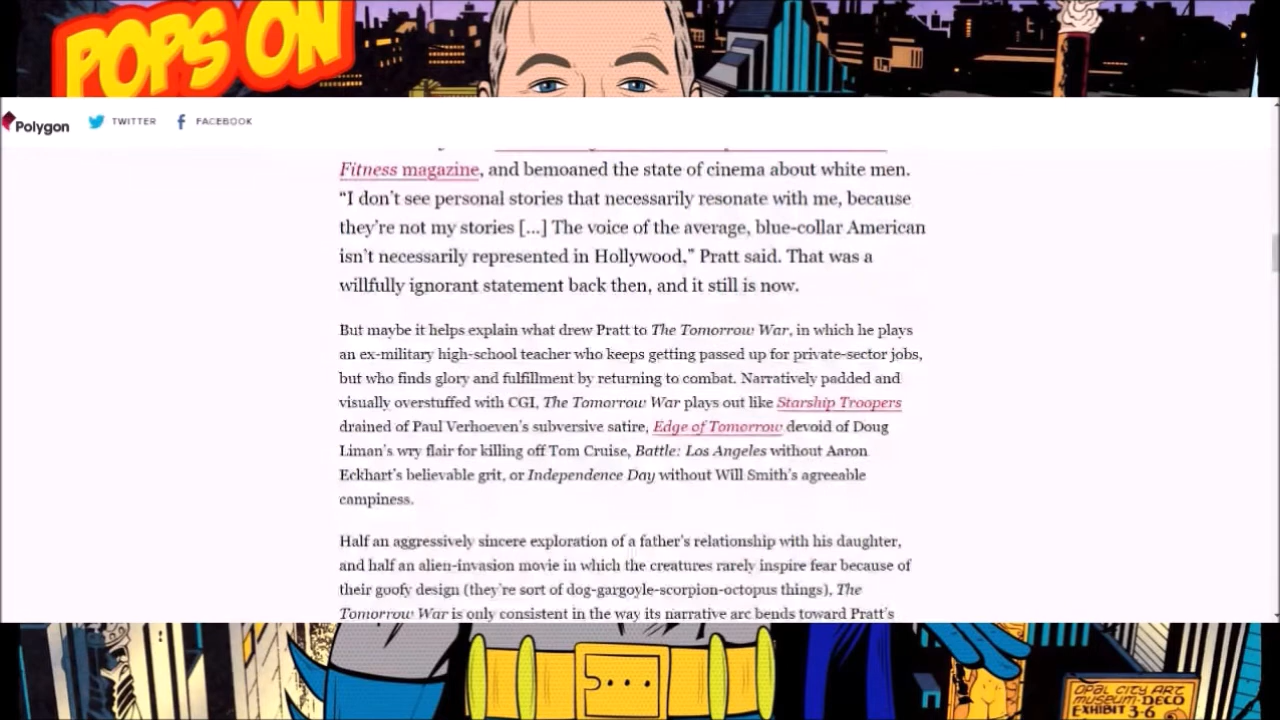 POPS ON
Polygon TWITTER FACEBOOK
Fitness magazine, and bemoaned the state of cinema about white men.
“I don’t see personal stories that necessarily resonate with me, because
they’re not my stories [...] The voice of the average, blue-collar American
isn’t necessarily represented in Hollywood,” Pratt said. That was a
willfully ignorant statement back then, and it still is now.
But maybe it helps explain what drew Pratt to The Tomorrow War, in which he plays
an ex-military high-school teacher who keeps getting passed up for private-sector jobs,
but who finds glory and fulfillment by returning to combat. Narratively padded and
visually overstuffed with CGI, The Tomorrow War plays out like Starship Troopers
drained of Paul Verhoeven’s subversive satire, Edge of Tomorrow devoid of Doug
Liman’s wry flair for killing off Tom Cruise, Battle: Los Angeles without Aaron
Eckhart’s believable grit, or Independence Day without Will Smith’s agreeable
campiness.
Half an aggressively sincere exploration of a father’s relationship with his daughter,
and half an alien-invasion movie in which the creatures rarely inspire fear because of
their goofy design (they’re sort of dog-gargoyle-scorpion-octopus things), The
Tomorrow War is only consistent in the way its narrative arc bends toward Pratt’s
OPAL CITY ART
MUSEUM-DECO
EXHIBIT 3-6